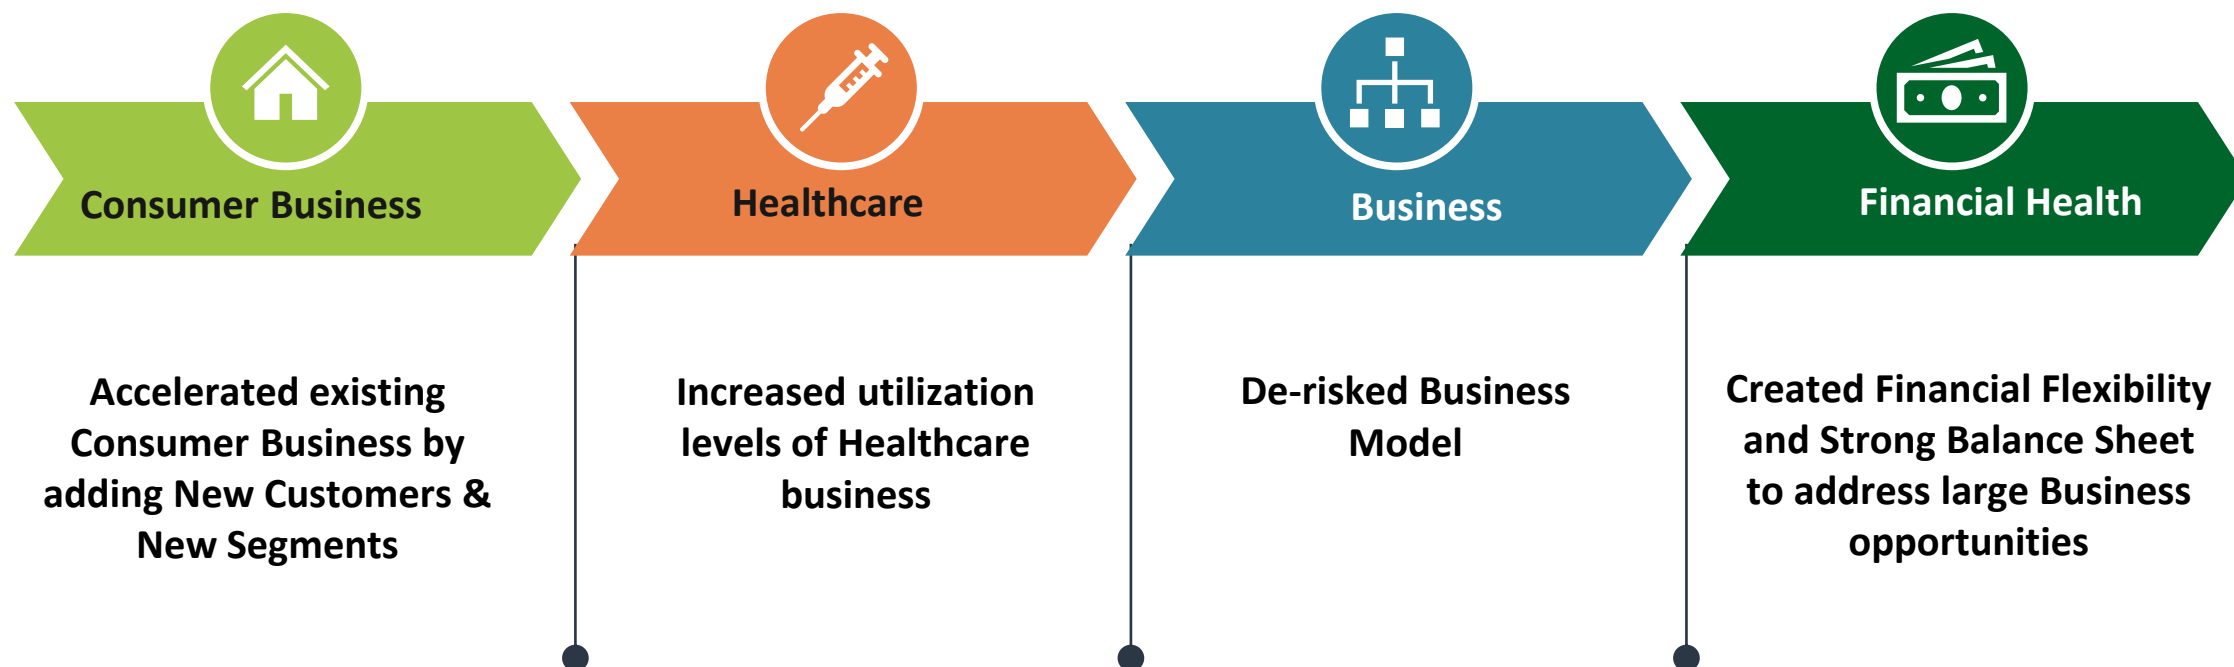 Consumer Business
Healthcare
Business
Financial Health
Accelerated existing
Consumer Business by
adding New Customers &
New Segments
Increased utilization
levels of Healthcare
business
De-risked Business
Model
Created Financial Flexibility
and Strong Balance Sheet
to address large Business
opportunities